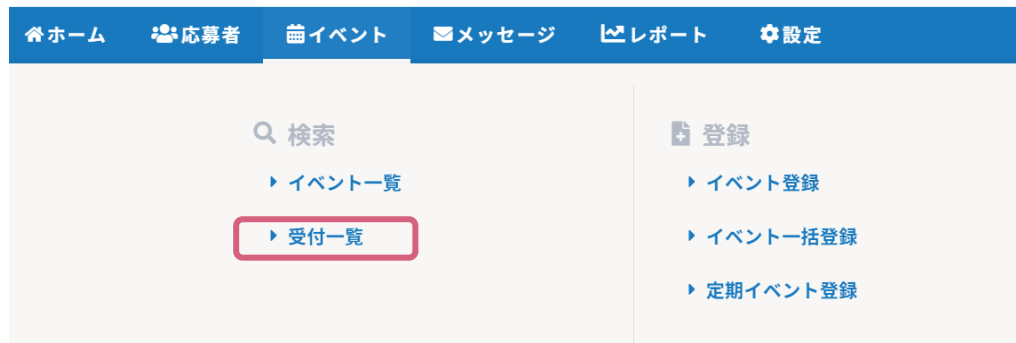 ホーム 応募者 イベント メッセージ レポート 設定
検索
イベント一覧
受付一覧
登録
イベント登録
イベント一括登録
定期イベント登録